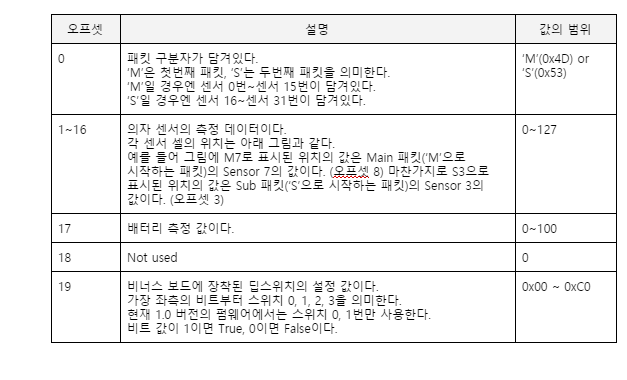 오프셋 설명 값의 범위
0 패킷 구분자가 담겨있다. 'M'(0x4D) or
'M'은 첫번째 패킷, 'S'는 두번째 패킷을 의미한다. 'S'(0x53)
'M'일 경우엔 센서 0번~센서 15번이 담겨있다.
'S'일 경우엔 센서 16~센서 31번이 담겨있다.
1~16 의자 센서의 측정 데이터이다. 0~127
각 센서 셀의 위치는 아래 그림과 같다.
예를 들어 그림에 M7로 표시된 위치의 값은 Main 패킷('M'으로
시작하는 패킷)의 Sensor 7의 값이다. (오프셋 8) 마찬가지로 S3으로
표시된 위치의 값은 Sub 패킷('S'으로 시작하는 패킷)의 Sensor 3의
값이다. (오프셋 3)
17 배터리 측정 값이다. 0~100
18 Not used 0
19 비너스 보드에 장착된 딥스위치의 설정 값이다. 0x00 ~ 0xC0
가장 좌측의 비트부터 스위치 0, 1, 2, 3을 의미한다.
현재 1.0 버전의 펌웨어에서는 스위치 0, 1번만 사용한다.
비트 값이 1이면 True, 0이면 False이다.